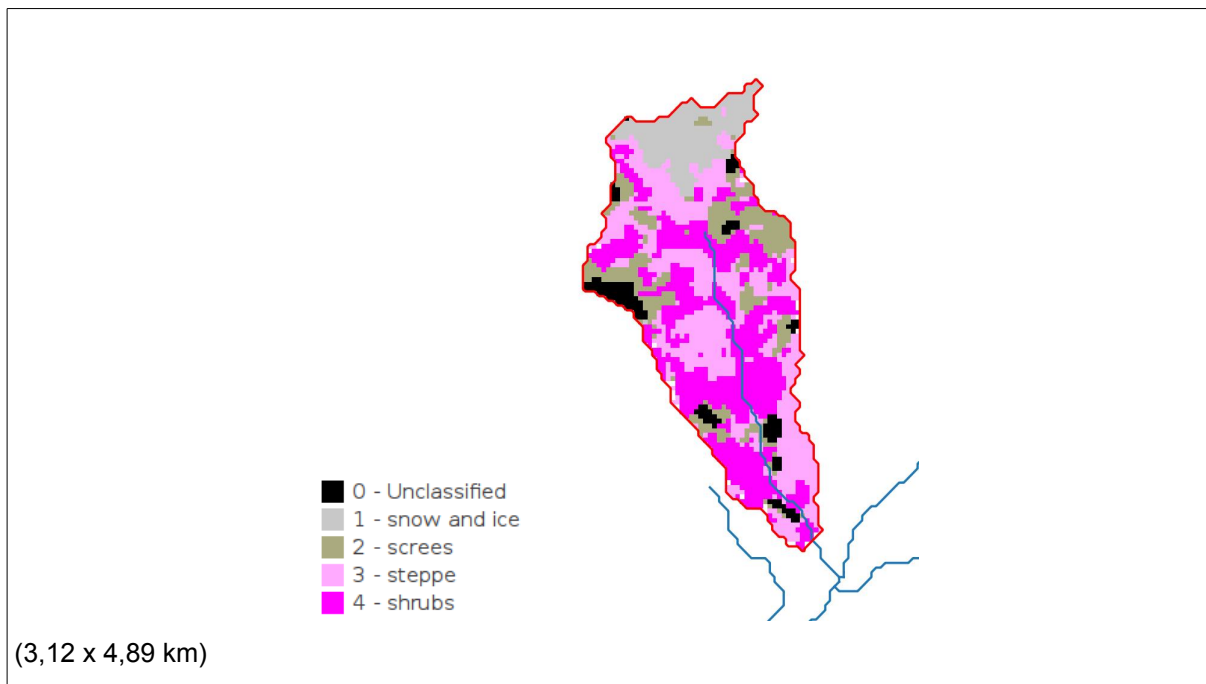 0 - Unclassified
1 - snow and ice
2 - screes
3 - steppe
4 - shrubs
(3,12 x 4,89 km)